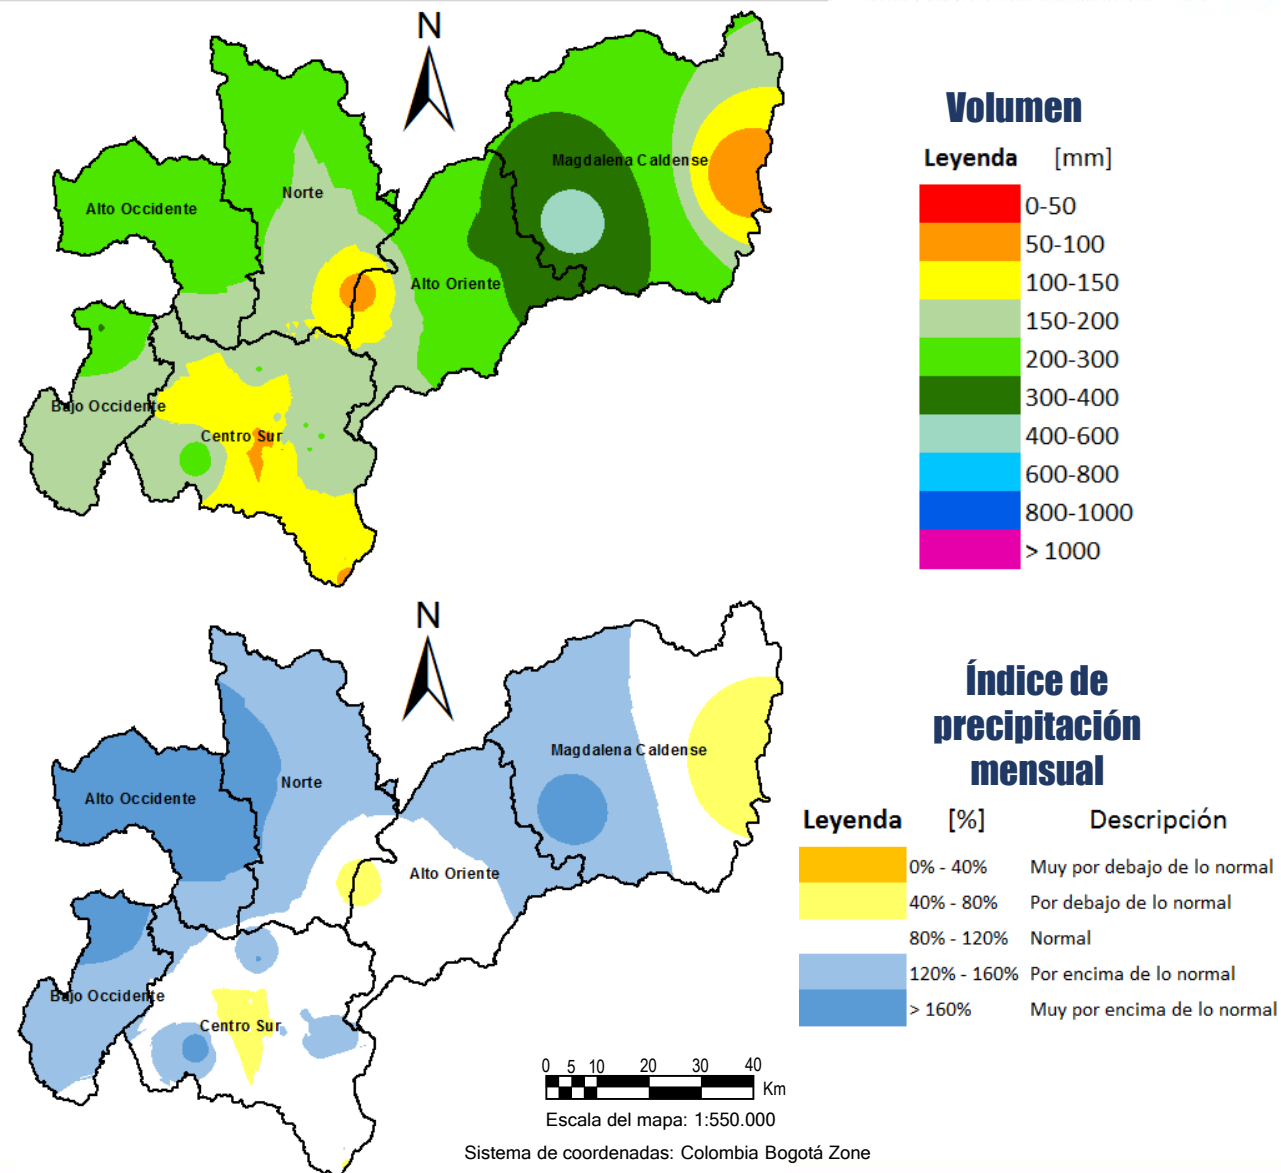 N
Magdalena Caldense
Norte
Alto Occidente
Alto Oriente
Bajo Occidente
Centro Sur
Volumen
Leyenda [mm]
0-50
50-100
100-150
150-200
200-300
300-400
400-600
600-800
800-1000
> 1000
N
Magdalena Caldense
Norte
Alto Occidente
Alto Oriente
Bajo Occidente
Centro Sur
Índice de
precipitación
mensual
Leyenda [%] Descripción
0% - 40% Muy por debajo de lo normal
40% - 80% Por debajo de lo normal
80% - 120% Normal
120% - 160% Por encima de lo normal
> 160% Muy por encima de lo normal
0 5 10 20 30 40
Km
Escala del mapa: 1:550.000
Sistema de coordenadas: Colombia Bogotá Zone